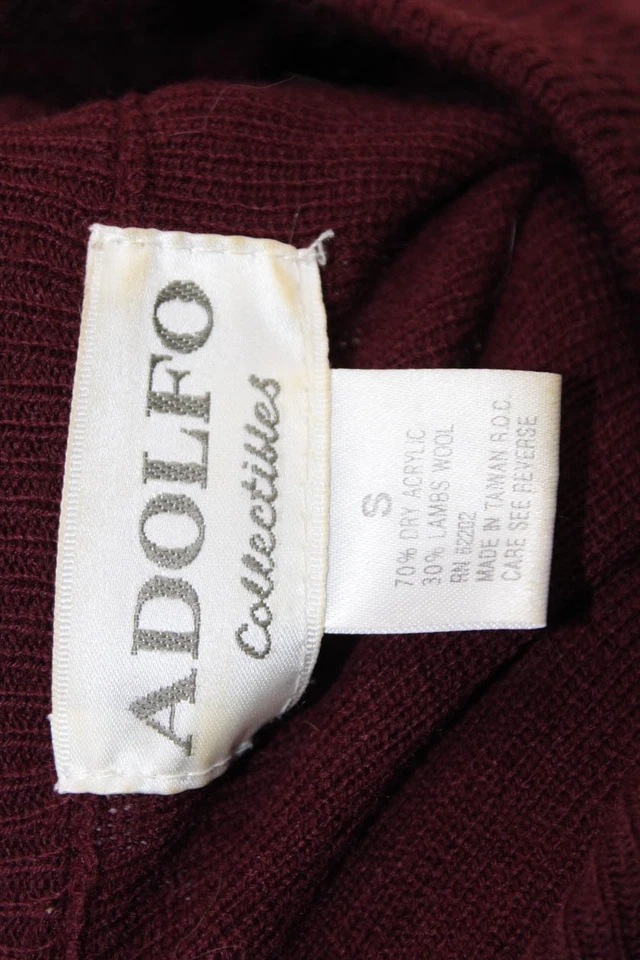 ADOLFO
Collectibles
S
70% DRY ACRYLIC
30% LAMBS WOOL
RN 62202
MADE IN TAIWAN R.O.C.
CARE SEE REVERSE